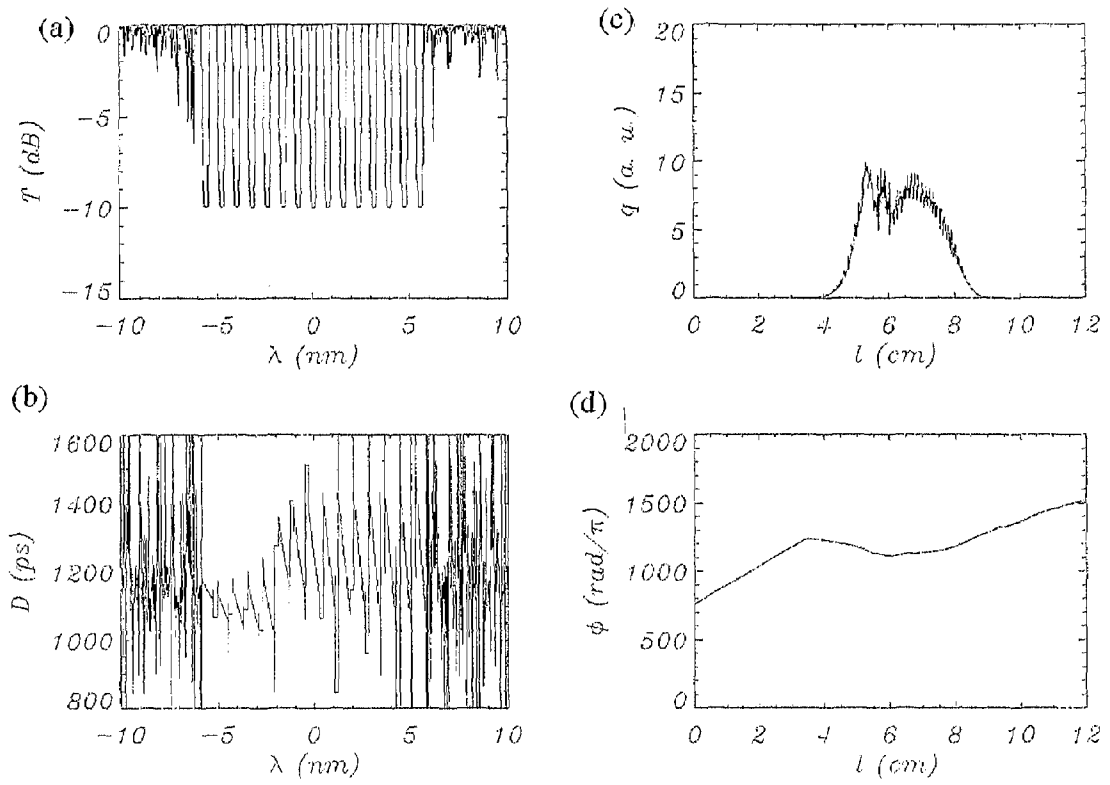 (a)
0
−5
−10
−15
T (dB)
−10 −5 0 5 10
λ (nm)
(c)
20
15
10
5
0
q (a. u.)
0 2 4 6 8 10 12
l (cm)
(b)
1600
1400
1200
1000
800
D (ps)
−10 −5 0 5 10
λ (nm)
(d)
2000
1500
1000
500
0
ϕ (rad/π)
0 2 4 6 8 10 12
l (cm)